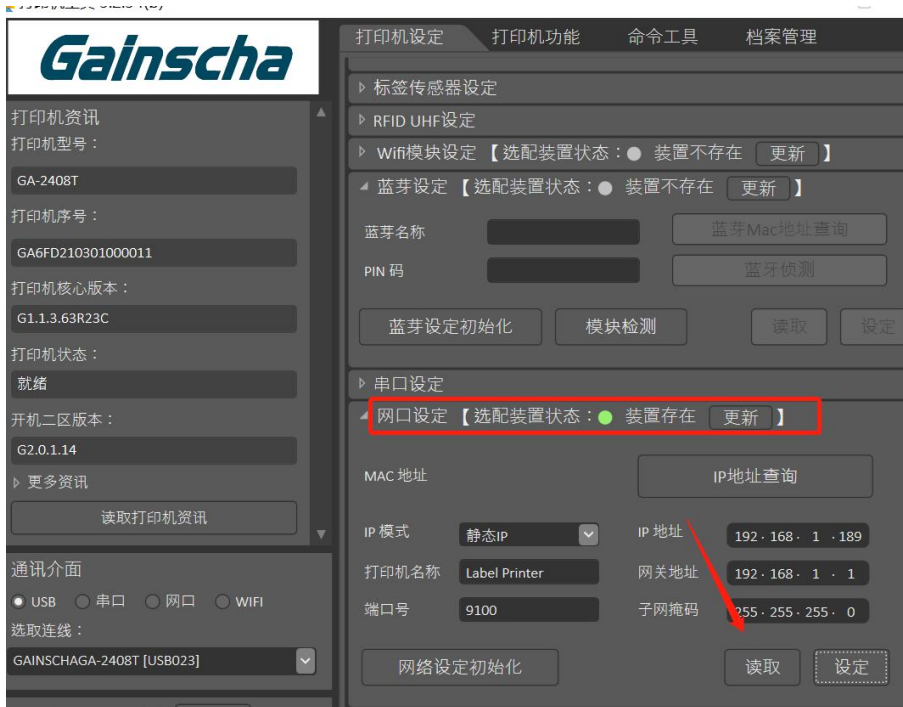 Gainscha
打印机资讯
打印机型号：
GA-2408T
打印机序号：
GA6FD210301000011
打印机核心版本：
G1.1.3.63R23C
打印机状态：
就绪
开机二区版本：
G2.0.1.14
更多资讯
读取打印机资讯
通讯介面
USB 串口 网口 WIFI
选取连线：
GAINSCHAGA-2408T [USB023]
打印机设定 打印机功能 命令工具 档案管理
标签传感器设定
RFID UHF设定
Wifi模块设定 【 选配装置状态：装置不存在 更新 】
蓝芽设定 【 选配装置状态：装置不存在 更新 】
蓝芽名称 蓝芽Mac地址查询
PIN 码 蓝牙侦测
蓝芽设定初始化 模块检测 读取 设定
串口设定
网口设定 【 选配装置状态：装置存在 更新 】
MAC 地址 IP地址查询
IP 模式 静态IP IP 地址 192 . 168 . 1 . 189
打印机名称 Label Printer 网关地址 192 . 168 . 1 . 1
端口号 9100 子网掩码 255 . 255 . 255 . 0
网络设定初始化 读取 设定